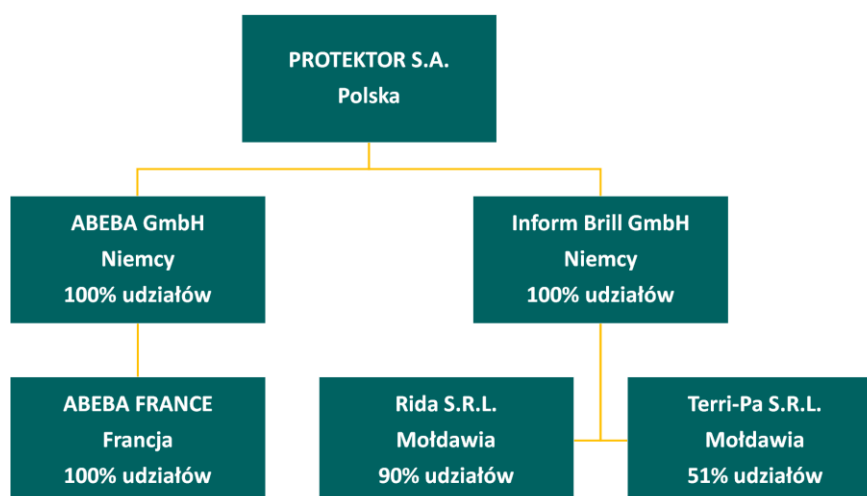 PROTEKTOR S.A.
Polska
ABEBA GmbH
Niemcy
100% udziałów
Inform Brill GmbH
Niemcy
100% udziałów
ABEBA FRANCE
Francja
100% udziałów
Rida S.R.L.
Mołdawia
90% udziałów
Terri-Pa S.R.L.
Mołdawia
51% udziałów